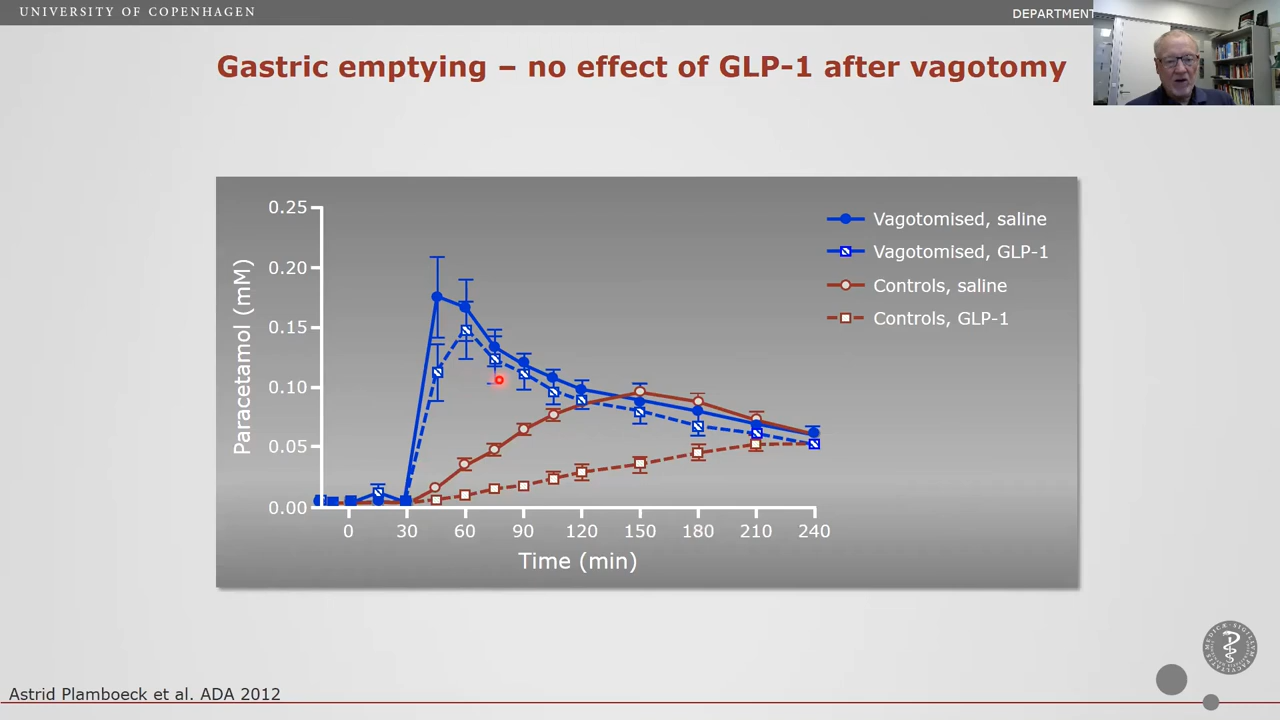 UNIVERSITY OF COPENHAGEN
DEPARTMENT
Gastric emptying – no effect of GLP-1 after vagotomy
0.25
0.20
0.15
0.10
0.05
0.00
Paracetamol (mM)
0 30 60 90 120 150 180 210 240
Time (min)
Vagotomised, saline
Vagotomised, GLP-1
Controls, saline
Controls, GLP-1
Astrid Plamboeck et al. ADA 2012